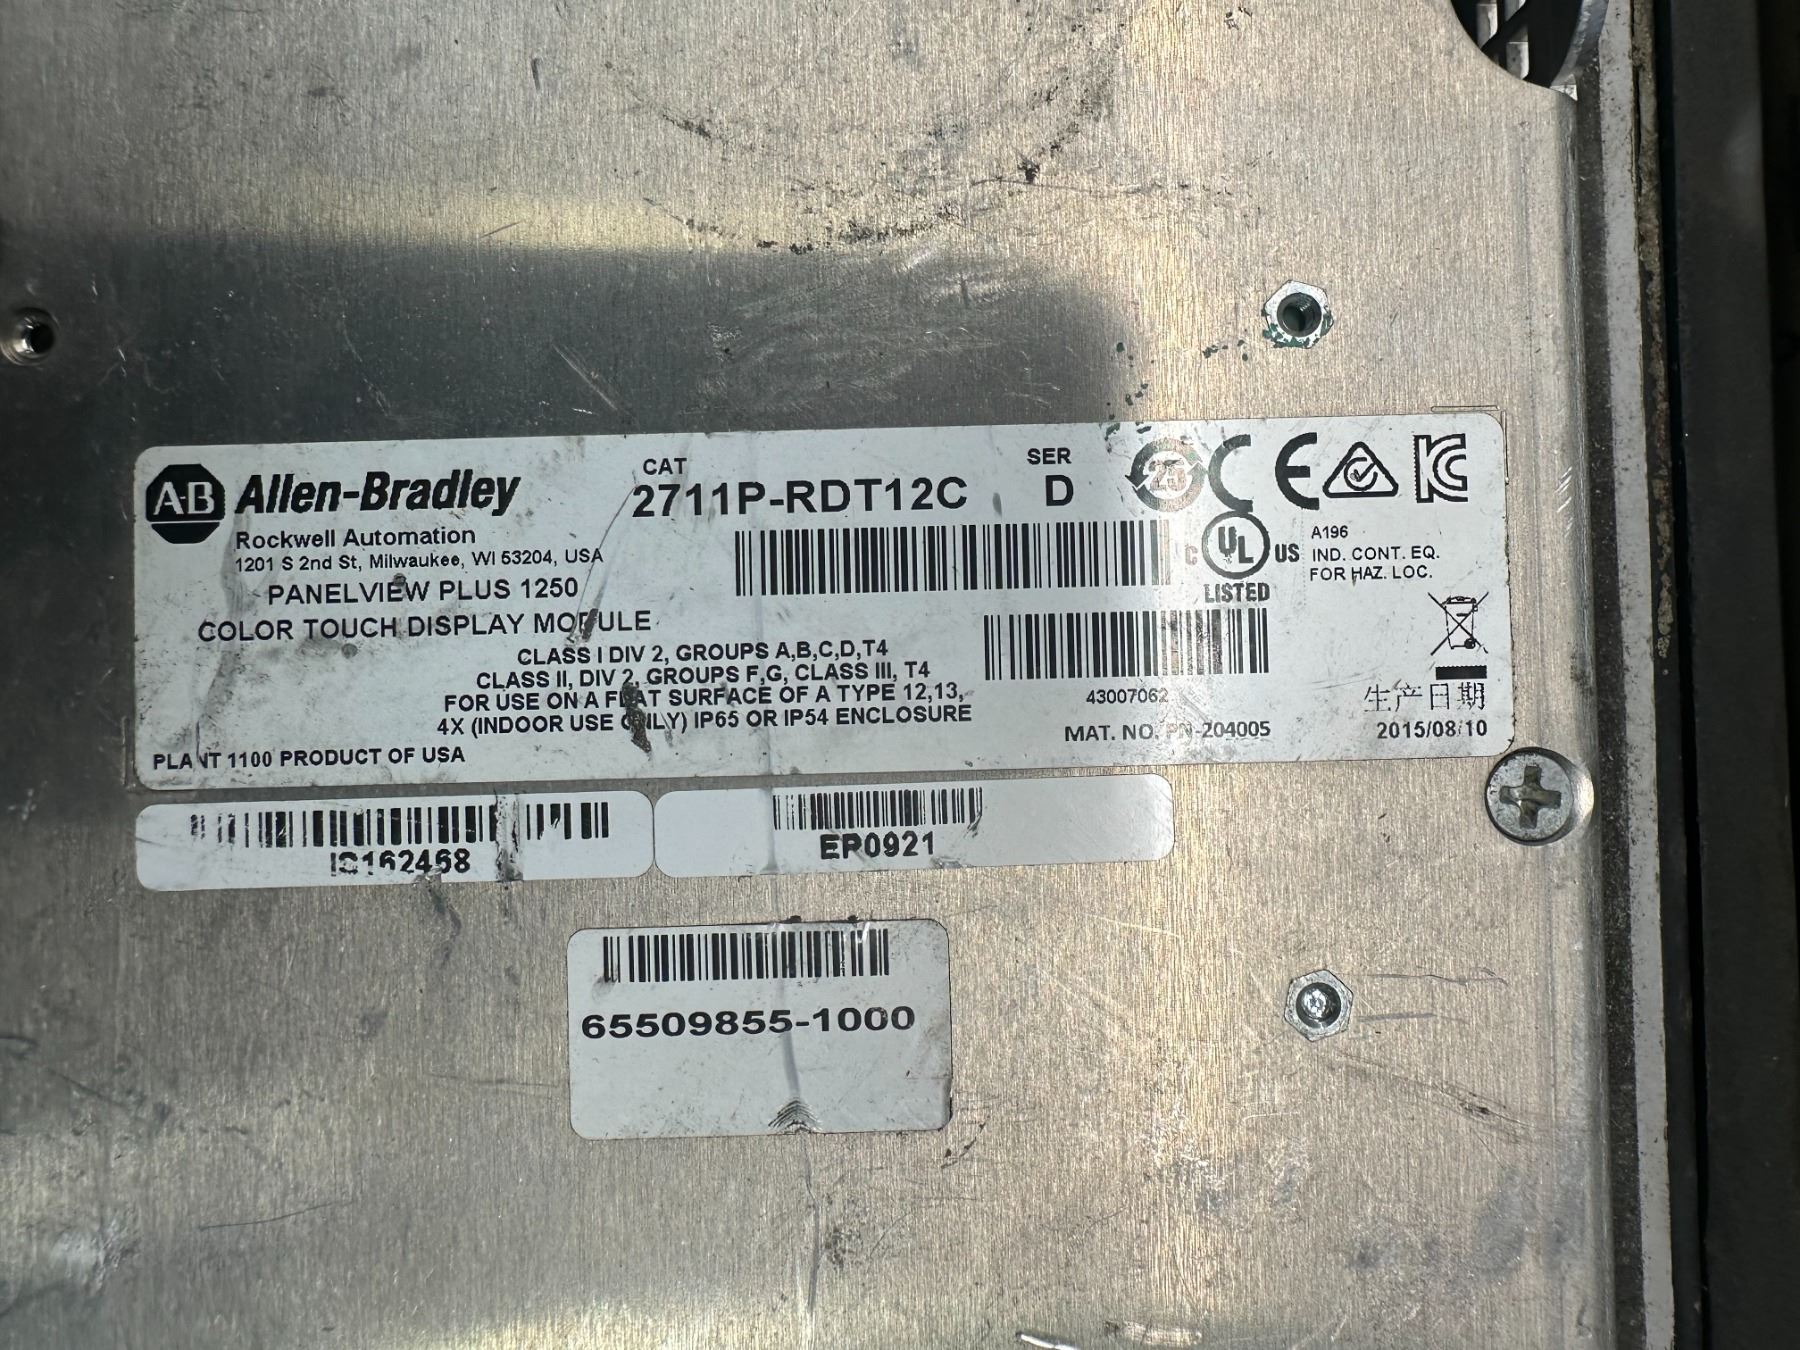 A-B Allen-Bradley
Rockwell Automation
1201 S 2nd St, Milwaukee, WI 53204, USA
PANELVIEW PLUS 1250
COLOR TOUCH DISPLAY MODULE
CAT
2711P-RDT12C
SER
D
25
CE
KC
C UL US
LISTED
A196
IND. CONT. EQ.
FOR HAZ. LOC.
CLASS I DIV 2, GROUPS A,B,C,D,T4
CLASS II, DIV 2, GROUPS F,G, CLASS III, T4
FOR USE ON A FLAT SURFACE OF A TYPE 12,13,
4X (INDOOR USE ONLY) IP65 OR IP54 ENCLOSURE
43007062
MAT. NO. PN-204005
生产日期
2015/08/10
PLANT 1100 PRODUCT OF USA
EP0921
65509855-1000